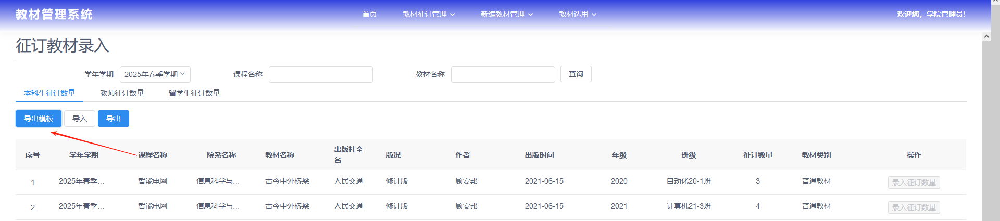 教材管理系统 首页 教材征订管理 新编教材管理 教材选用 欢迎您，学院管理员!
征订教材录入
学年学期 2025年春季学期 课程名称 教材名称 查询
本科生征订数量 教师征订数量 留学生征订数量
导出模板 导入 导出
序号 学年学期 课程名称 院系名称 教材名称 出版社全名 版况 作者 出版时间 年级 班级 征订数量 教材类别 操作
1 2025年春季... 智能电网 信息科学与... 古今中外桥梁 人民交通 修订版 顾安邦 2021-06-15 2020 自动化20-1班 3 普通教材 录入征订数量
2 2025年春季... 智能电网 信息科学与... 古今中外桥梁 人民交通 修订版 顾安邦 2021-06-15 2021 计算机21-3班 4 普通教材 录入征订数量